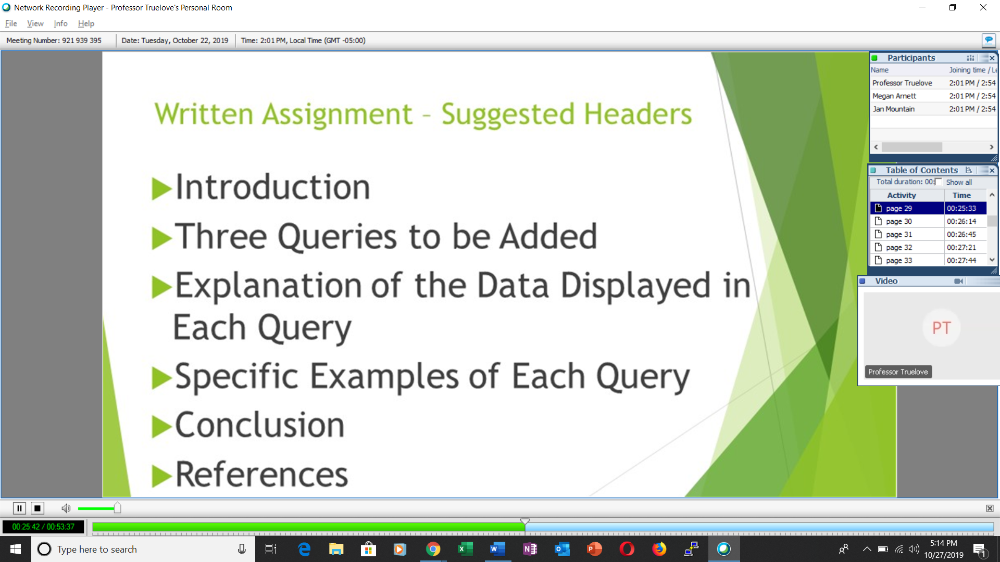 Network Recording Player - Professor Truelove's Personal Room
File View Info Help
Meeting Number: 921 939 395 Date: Tuesday, October 22, 2019 Time: 2:01 PM, Local Time (GMT -05:00)
Written Assignment – Suggested Headers
Introduction
Three Queries to be Added
Explanation of the Data Displayed in
Each Query
Specific Examples of Each Query
Conclusion
References
Participants
Name Joining time / Le
Professor Truelove 2:01 PM / 2:54
Megan Arnett 2:01 PM / 2:54
Jan Mountain 2:01 PM / 2:54
Table of Contents
Total duration: 00: Show all
Activity Time
page 29 00:25:33
page 30 00:26:14
page 31 00:26:45
page 32 00:27:21
page 33 00:27:44
Video
PT
Professor Truelove
00:25:42 / 00:53:37
Type here to search
5:14 PM
10/27/2019
1